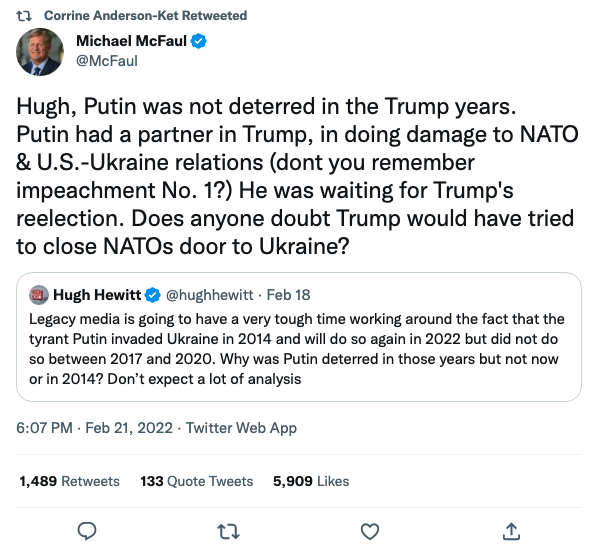 Corrine Anderson-Ket Retweeted
Michael McFaul
@McFaul
Hugh, Putin was not deterred in the Trump years.
Putin had a partner in Trump, in doing damage to NATO
& U.S.-Ukraine relations (dont you remember
impeachment No. 1?) He was waiting for Trump's
reelection. Does anyone doubt Trump would have tried
to close NATOs door to Ukraine?
Hugh Hewitt @hughhewitt · Feb 18
Legacy media is going to have a very tough time working around the fact that the
tyrant Putin invaded Ukraine in 2014 and will do so again in 2022 but did not do
so between 2017 and 2020. Why was Putin deterred in those years but not now
or in 2014? Don’t expect a lot of analysis
6:07 PM · Feb 21, 2022 · Twitter Web App
1,489 Retweets 133 Quote Tweets 5,909 Likes